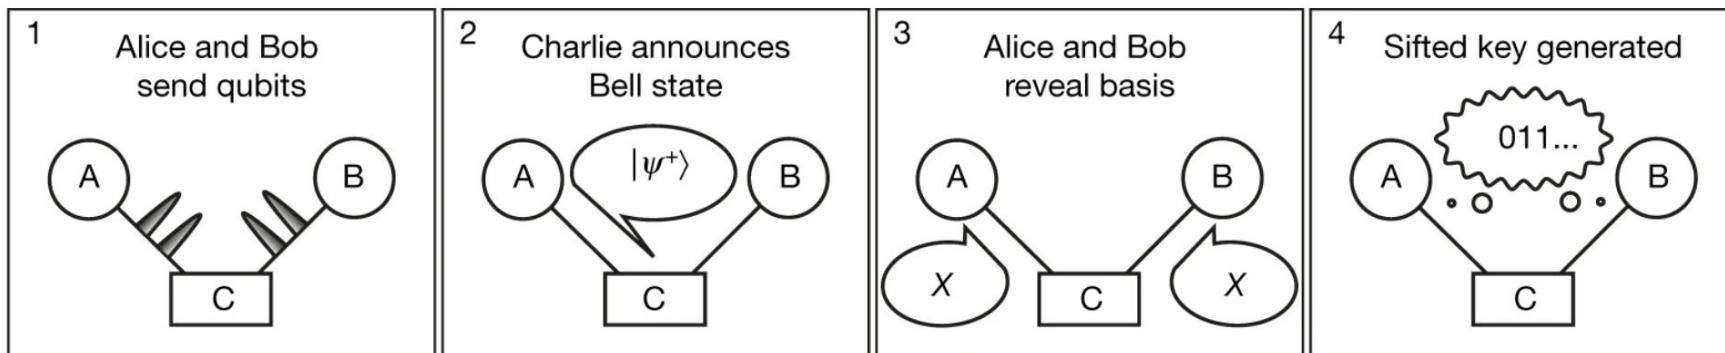 1
Alice and Bob
send qubits
A
B
C
2
Charlie announces
Bell state
A
|ψ⁺⟩
B
C
3
Alice and Bob
reveal basis
A
B
X
C
X
4
Sifted key generated
011...
A
B
C